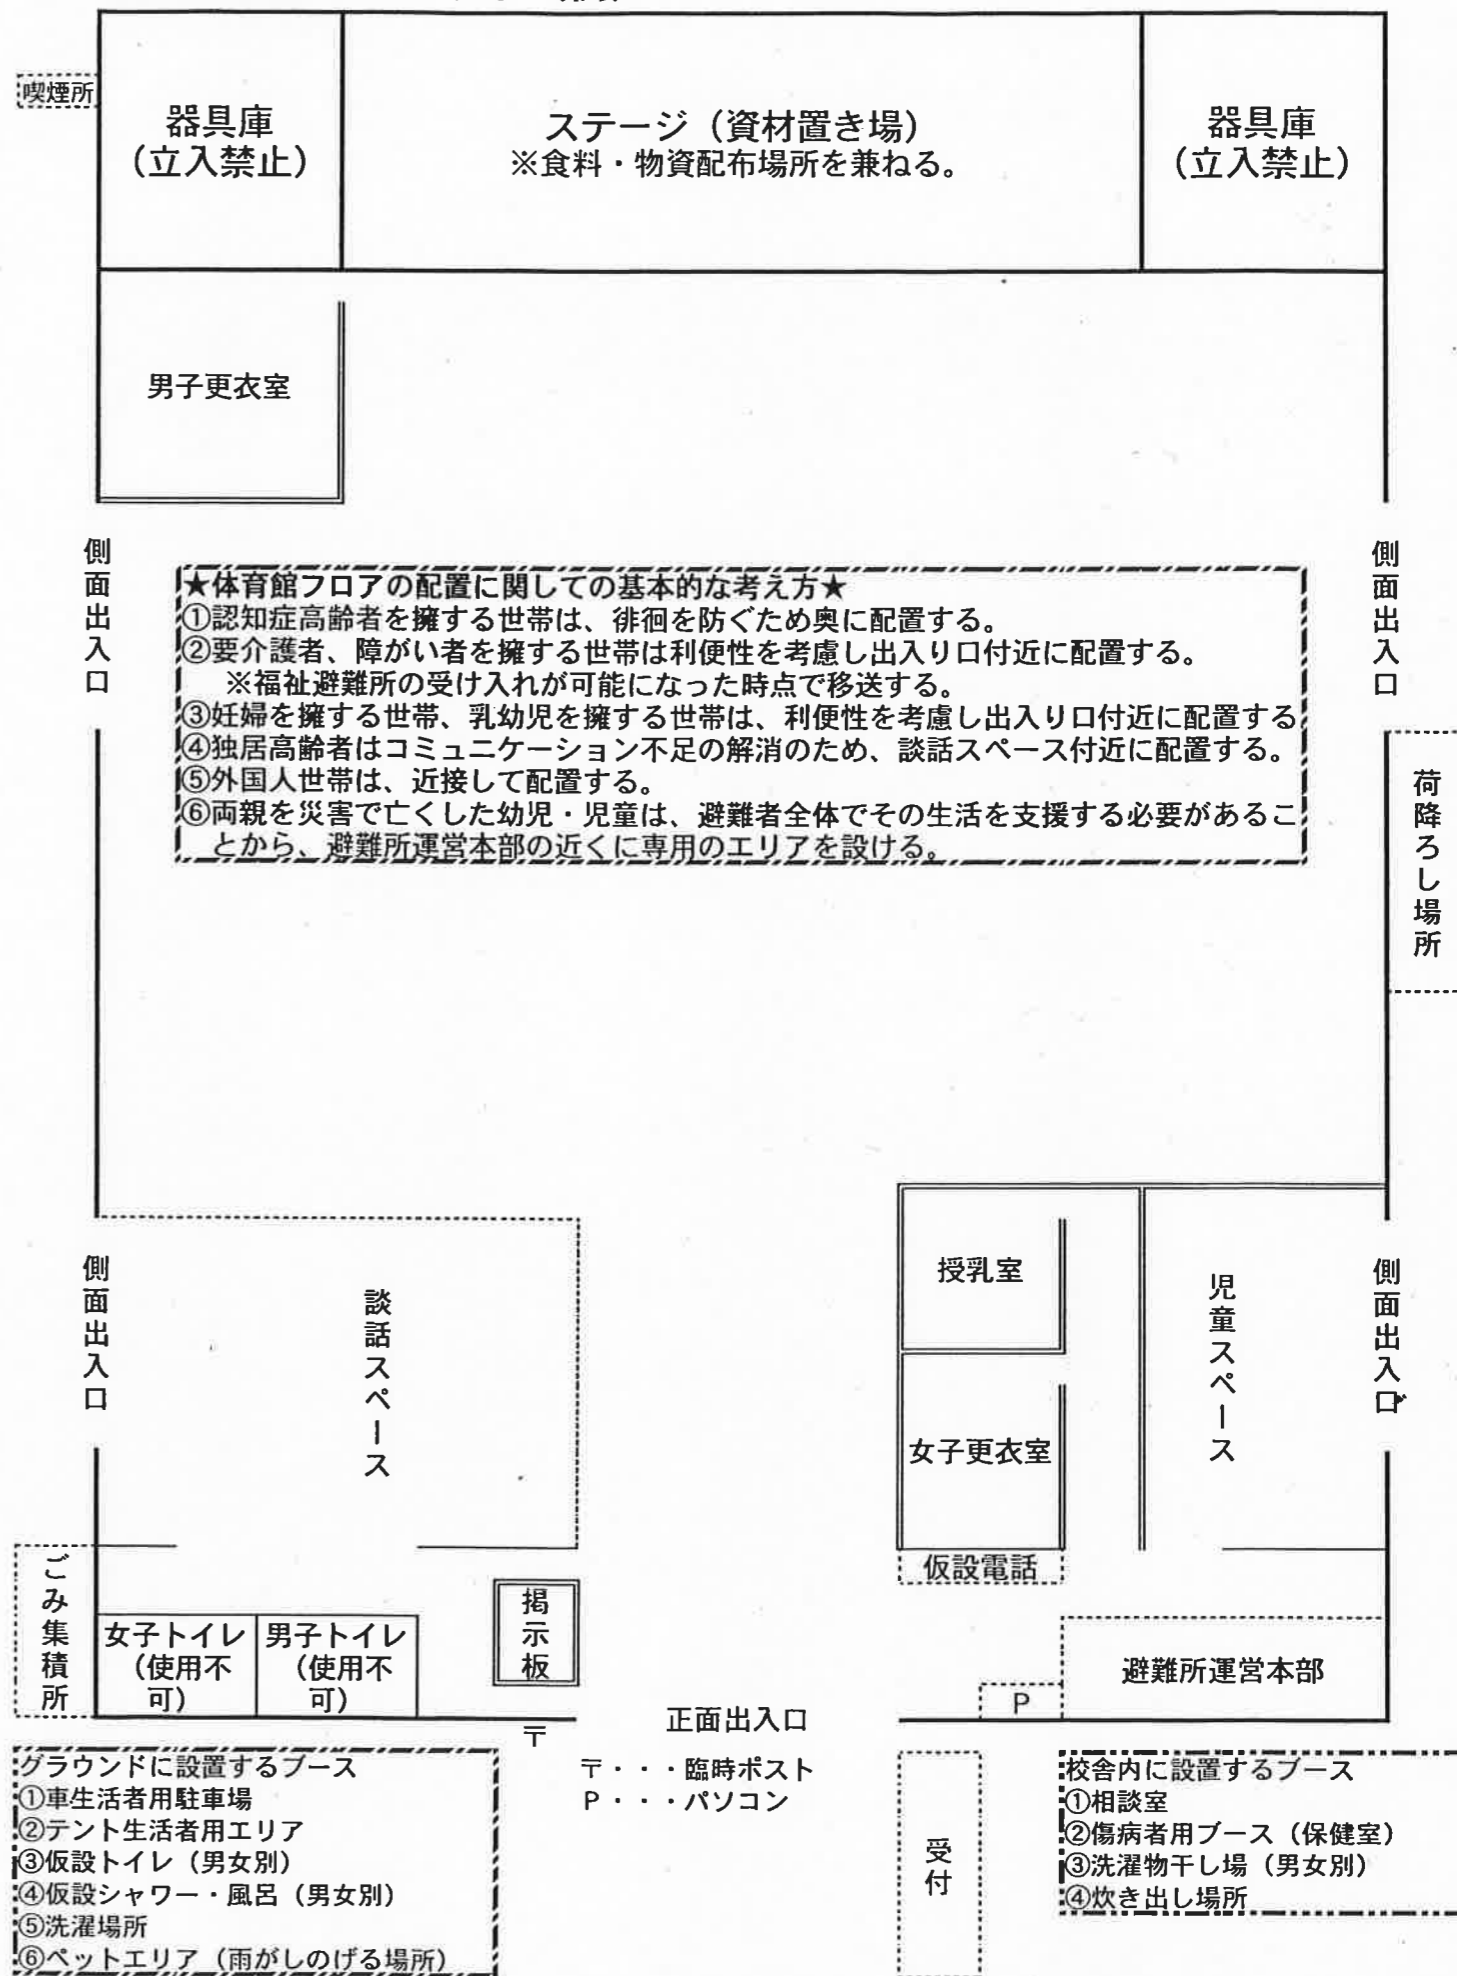 喫煙所
器具庫
(立入禁止)
ステージ（資材置き場）
※食料・物資配布場所を兼ねる。
器具庫
(立入禁止)
男子更衣室
側面出入口
側面出入口
★体育館フロアの配置に関しての基本的な考え方★
①認知症高齢者を擁する世帯は、徘徊を防ぐため奥に配置する。
②要介護者、障がい者を擁する世帯は利便性を考慮し出入り口付近に配置する。
※福祉避難所の受け入れが可能になった時点で移送する。
③妊婦を擁する世帯、乳幼児を擁する世帯は、利便性を考慮し出入り口付近に配置する
④独居高齢者はコミュニケーション不足の解消のため、談話スペース付近に配置する。
⑤外国人世帯は、近接して配置する。
⑥両親を災害で亡くした幼児・児童は、避難者全体でその生活を支援する必要があるこ
とから、避難所運営本部の近くに専用のエリアを設ける。
荷降ろし場所
側面出入口
談話スペース
授乳室
女子更衣室
児童スペース
側面出入口
仮設電話
ごみ集積所
女子トイレ
（使用不
可）
男子トイレ
（使用不
可）
掲示板
避難所運営本部
P
正面出入口
〒
〒・・・臨時ポスト
P・・・パソコン
グラウンドに設置するブース
①車生活者用駐車場
②テント生活者用エリア
③仮設トイレ（男女別）
④仮設シャワー・風呂（男女別）
⑤洗濯場所
⑥ペットエリア（雨がしのげる場所）
受付
校舎内に設置するブース
①相談室
②傷病者用ブース（保健室）
③洗濯物干し場（男女別）
④炊き出し場所